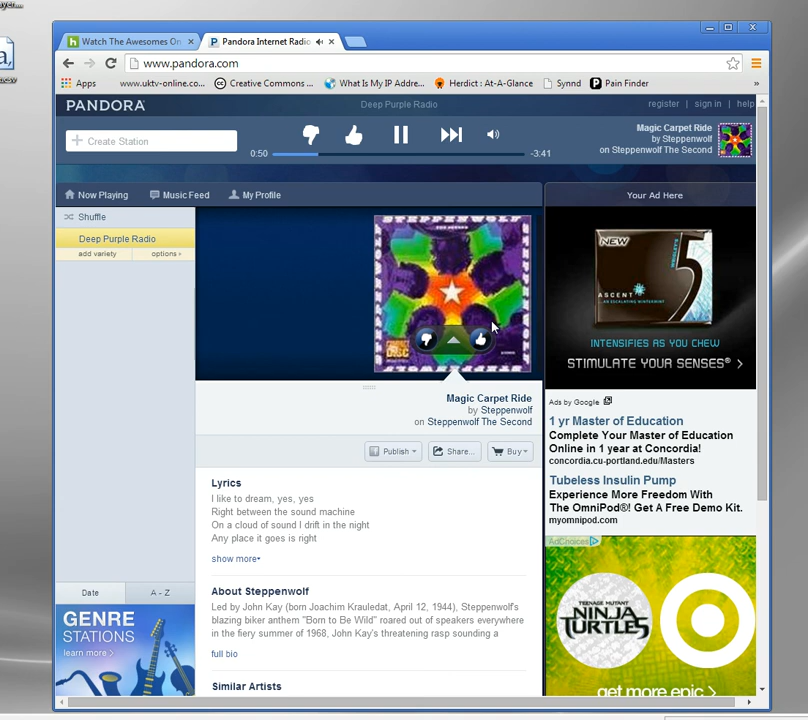 Watch The Awesomes On
Pandora Internet Radio
www.pandora.com
Apps
www.uktv-online.co...
Creative Commons ...
What Is My IP Addre...
Herdict : At-A-Glance
Synnd
Pain Finder
»
PANDORA
Deep Purple Radio
register | sign in | help
Create Station
0:50
-3:41
Magic Carpet Ride
by Steppenwolf
on Steppenwolf The Second
Now Playing
Music Feed
My Profile
Your Ad Here
Shuffle
Deep Purple Radio
add variety
options
NEW
5
ASCENT
INTENSIFIES AS YOU CHEW
STIMULATE YOUR SENSES® >
Magic Carpet Ride
by Steppenwolf
on Steppenwolf The Second
Publish
Share...
Buy
Ads by Google
1 yr Master of Education
Complete Your Master of Education
Online in 1 year at Concordia!
concordia.cu-portland.edu/Masters
Tubeless Insulin Pump
Experience More Freedom With
The OmniPod®! Get A Free Demo Kit.
myomnipod.com
AdChoices
Lyrics
I like to dream, yes, yes
Right between the sound machine
On a cloud of sound I drift in the night
Any place it goes is right
show more
About Steppenwolf
Led by John Kay (born Joachim Krauledat, April 12, 1944), Steppenwolf's
blazing biker anthem "Born to Be Wild" roared out of speakers everywhere
in the fiery summer of 1968, John Kay's threatening rasp sounding a
full bio
Similar Artists
Date
A - Z
GENRE
STATIONS
learn more >
TEENAGE MUTANT
NINJA
TURTLES
get more epic >